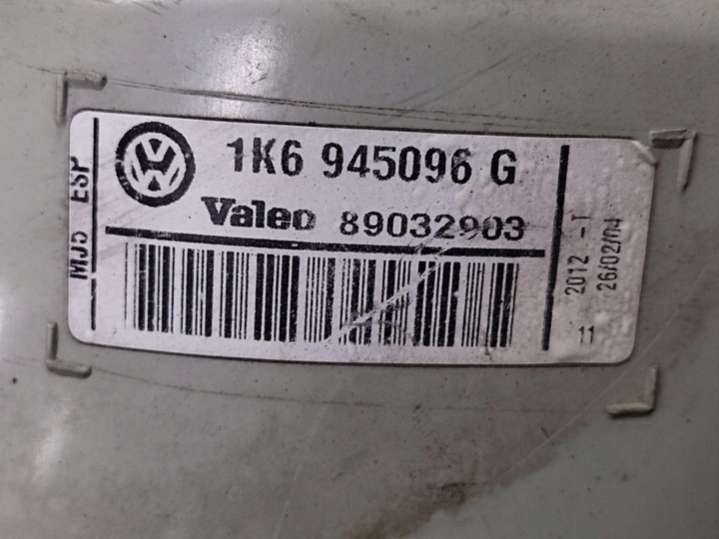 MJ5 ESP
1K6 945096 G
Valeo 89032903
2012 -T
26/02/04
11